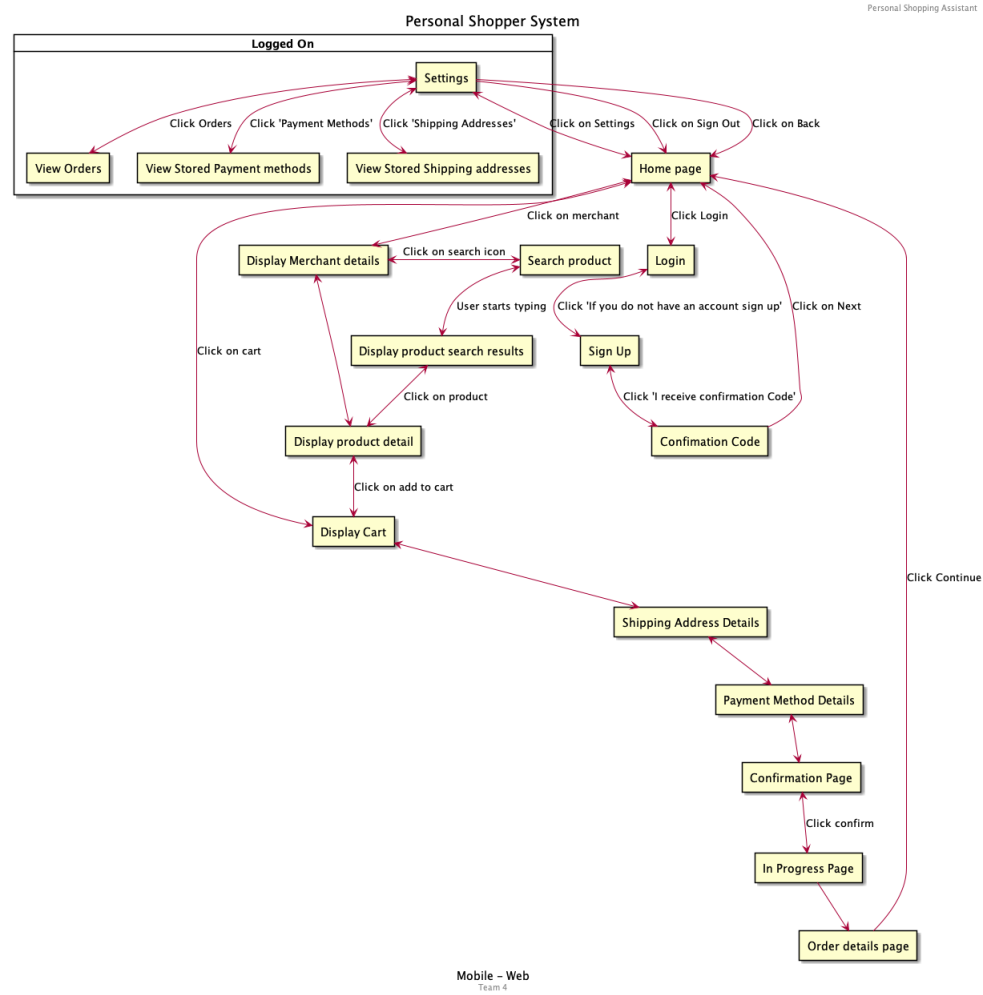 Personal Shopping Assistant
Personal Shopper System
Logged On
Settings
Click Orders
Click 'Payment Methods'
Click 'Shipping Addresses'
Click on Settings
Click on Sign Out
Click on Back
View Orders
View Stored Payment methods
View Stored Shipping addresses
Home page
Click on merchant
Click Login
Display Merchant details
Click on search icon
Search product
Login
User starts typing
Click 'If you do not have an account sign up'
Click on Next
Click on cart
Display product search results
Sign Up
Click on product
Click 'I receive confirmation Code'
Display product detail
Confimation Code
Click on add to cart
Display Cart
Click Continue
Shipping Address Details
Payment Method Details
Confirmation Page
Click confirm
In Progress Page
Order details page
Mobile - Web
Team 4